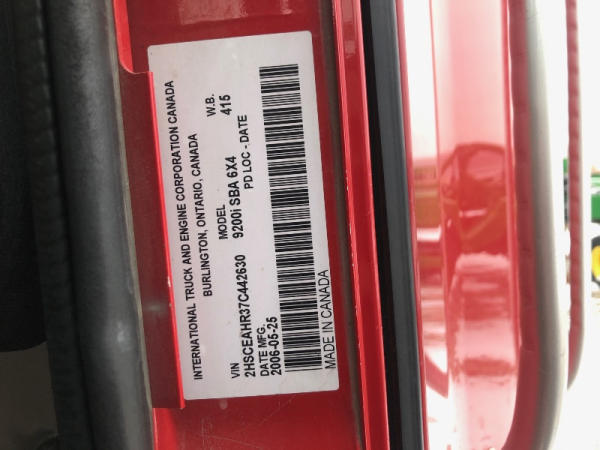 INTERNATIONAL TRUCK AND ENGINE CORPORATION CANADA
BURLINGTON, ONTARIO, CANADA
MODEL W.B.
9200i SBA 6X4 415
VIN PD LOC - DATE
2HSCEAHR37C442630
DATE MFG.
2006-05-25
MADE IN CANADA